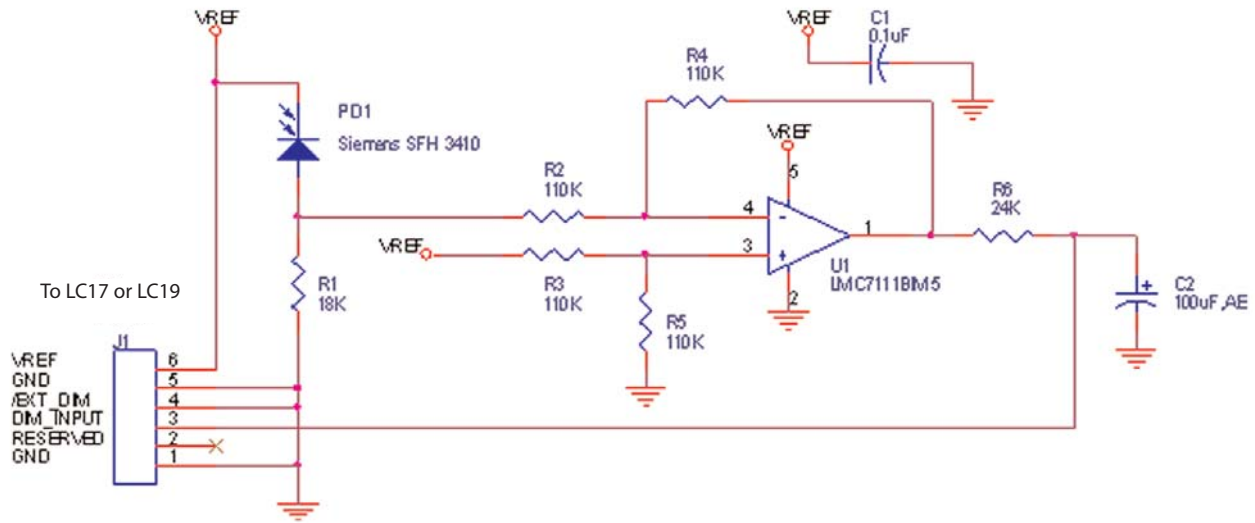 VREF
VREF
C1
0.1uF
R4
110K
PD1
Siemens SFH 3410
VREF
5
R2
110K
R6
24K
4
-
1
VREF
3
+
U1
LMC7111BIM5
R3
110K
2
R1
18K
C2
100uF,AE
+
R5
110K
To LC17 or LC19
J1
VREF
6
GND
5
/EXT_DIM
4
DIM_INPUT
3
RESERVED
2
GND
1